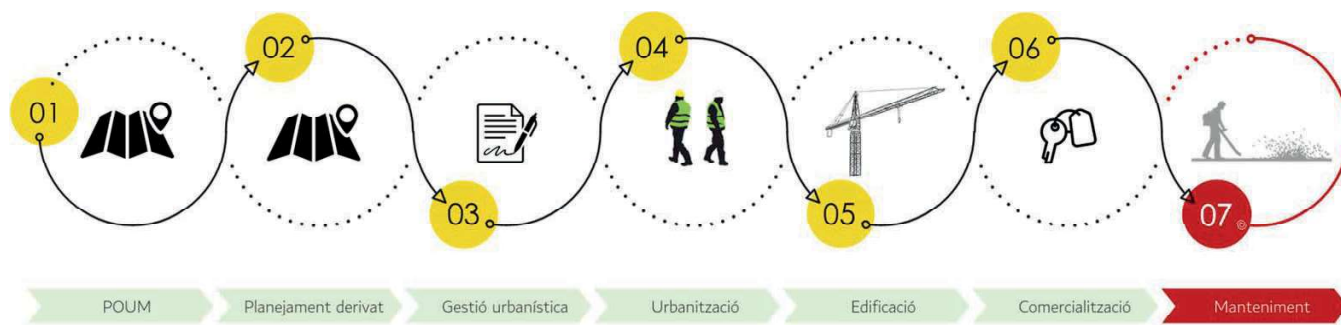 01
02
03
04
05
06
07
POUM
Planejament derivat
Gestió urbanística
Urbanització
Edificació
Comercialització
Manteniment